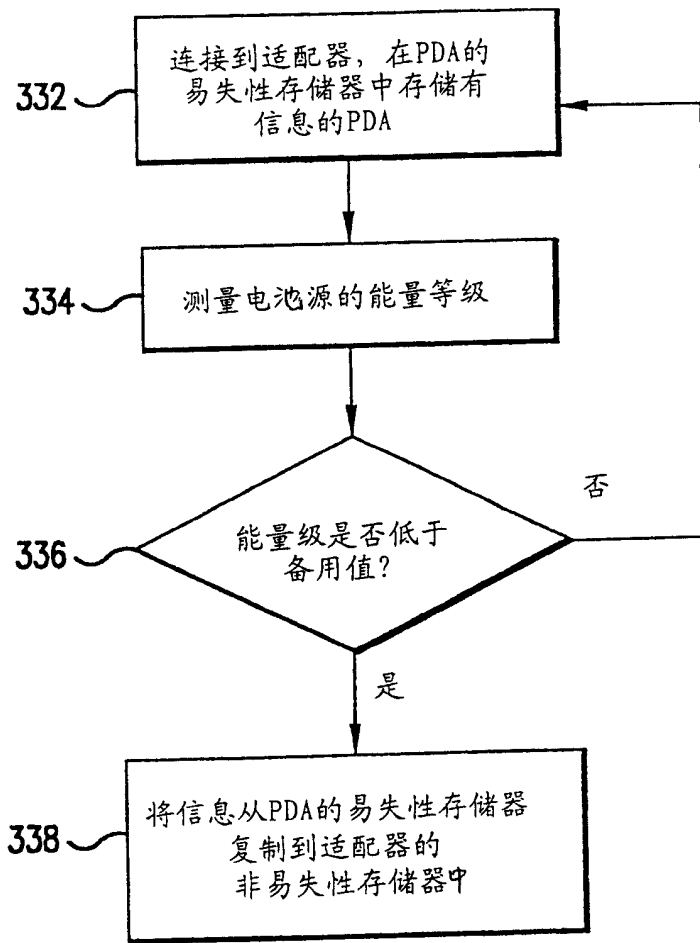 332
连接到适配器，在PDA的
易失性存储器中存储有
信息的PDA
334
测量电池源的能量等级
否
336
能量级是否低于
备用值？
是
338
将信息从PDA的易失性存储器
复制到适配器的
非易失性存储器中